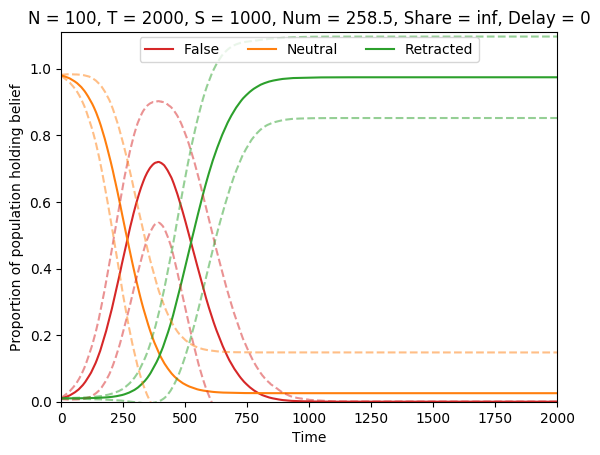 N = 100, T = 2000, S = 1000, Num = 258.5, Share = inf, Delay = 0
False Neutral Retracted
Proportion of population holding belief
1.0
0.8
0.6
0.4
0.2
0.0
0 250 500 750 1000 1250 1500 1750 2000
Time